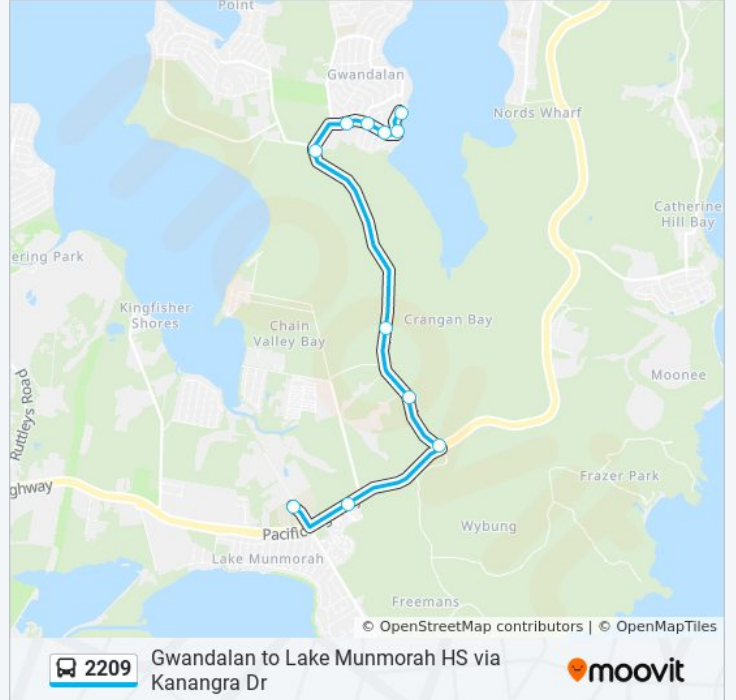 Point
Gwandalan
Nords Wharf
Catherine
Hill Bay
ering Park
Kingfisher
Shores
Crangan Bay
Chain
Valley Bay
Moonee
Ruttleys Road
Frazer Park
ghway
Wybung
Pacific
Lake Munmorah
Freemans
© OpenStreetMap contributors | © OpenMapTiles
2209
Gwandalan to Lake Munmorah HS via
Kanangra Dr
moovit